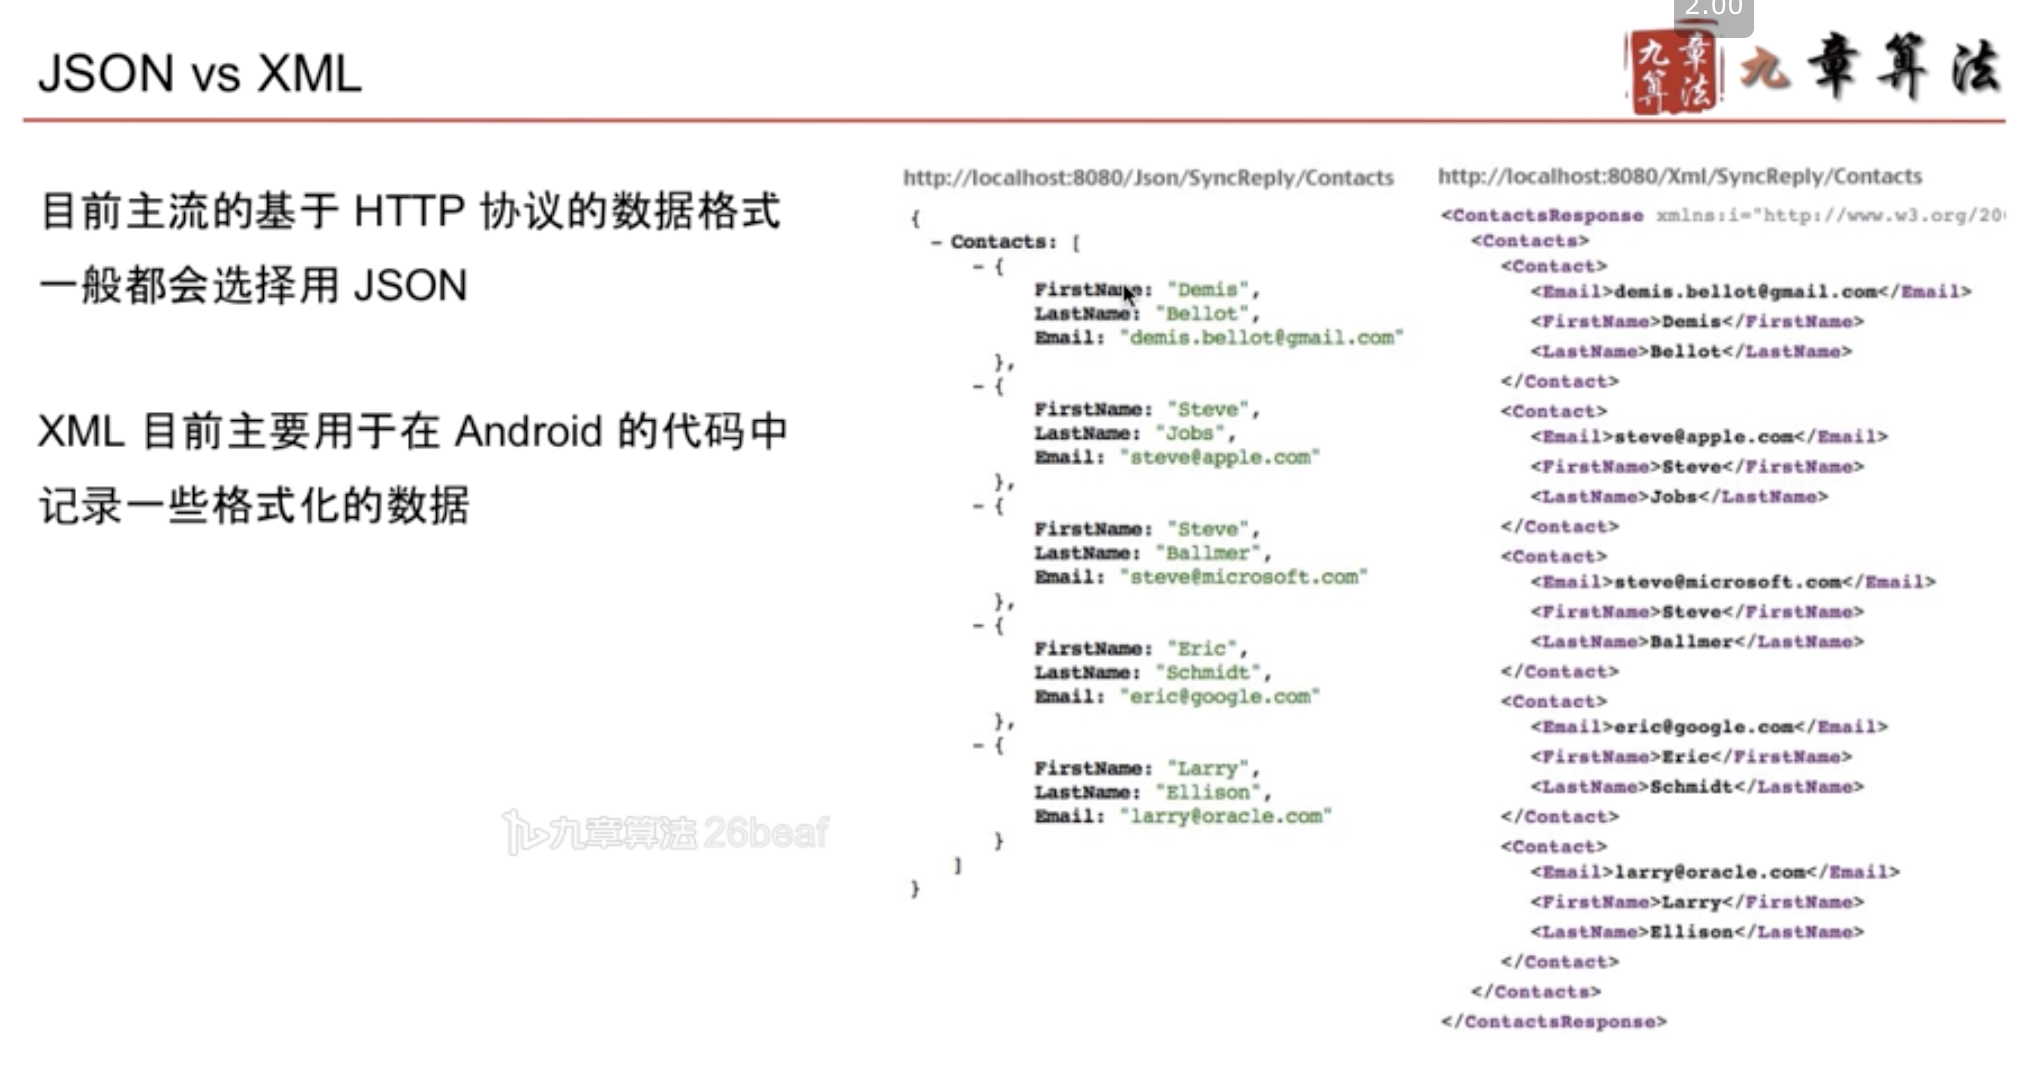 2.00
JSON vs XML
九章
算法
九章算法
目前主流的基于 HTTP 协议的数据格式
一般都会选择用 JSON
XML 目前主要用于在 Android 的代码中
记录一些格式化的数据
九章算法 26beaf
http://localhost:8080/Json/SyncReply/Contacts
{
- Contacts: [
- {
FirstName: "Demis",
LastName: "Bellot",
Email: "demis.bellot@gmail.com"
},
- {
FirstName: "Steve",
LastName: "Jobs",
Email: "steve@apple.com"
},
- {
FirstName: "Steve",
LastName: "Ballmer",
Email: "steve@microsoft.com"
},
- {
FirstName: "Eric",
LastName: "Schmidt",
Email: "eric@google.com"
},
- {
FirstName: "Larry",
LastName: "Ellison",
Email: "larry@oracle.com"
}
]
}
http://localhost:8080/Xml/SyncReply/Contacts
<ContactsResponse xmlns:i="http://www.w3.org/20
<Contacts>
<Contact>
<Email>demis.bellot@gmail.com</Email>
<FirstName>Demis</FirstName>
<LastName>Bellot</LastName>
</Contact>
<Contact>
<Email>steve@apple.com</Email>
<FirstName>Steve</FirstName>
<LastName>Jobs</LastName>
</Contact>
<Contact>
<Email>steve@microsoft.com</Email>
<FirstName>Steve</FirstName>
<LastName>Ballmer</LastName>
</Contact>
<Contact>
<Email>eric@google.com</Email>
<FirstName>Eric</FirstName>
<LastName>Schmidt</LastName>
</Contact>
<Contact>
<Email>larry@oracle.com</Email>
<FirstName>Larry</FirstName>
<LastName>Ellison</LastName>
</Contact>
</Contacts>
</ContactsResponse>